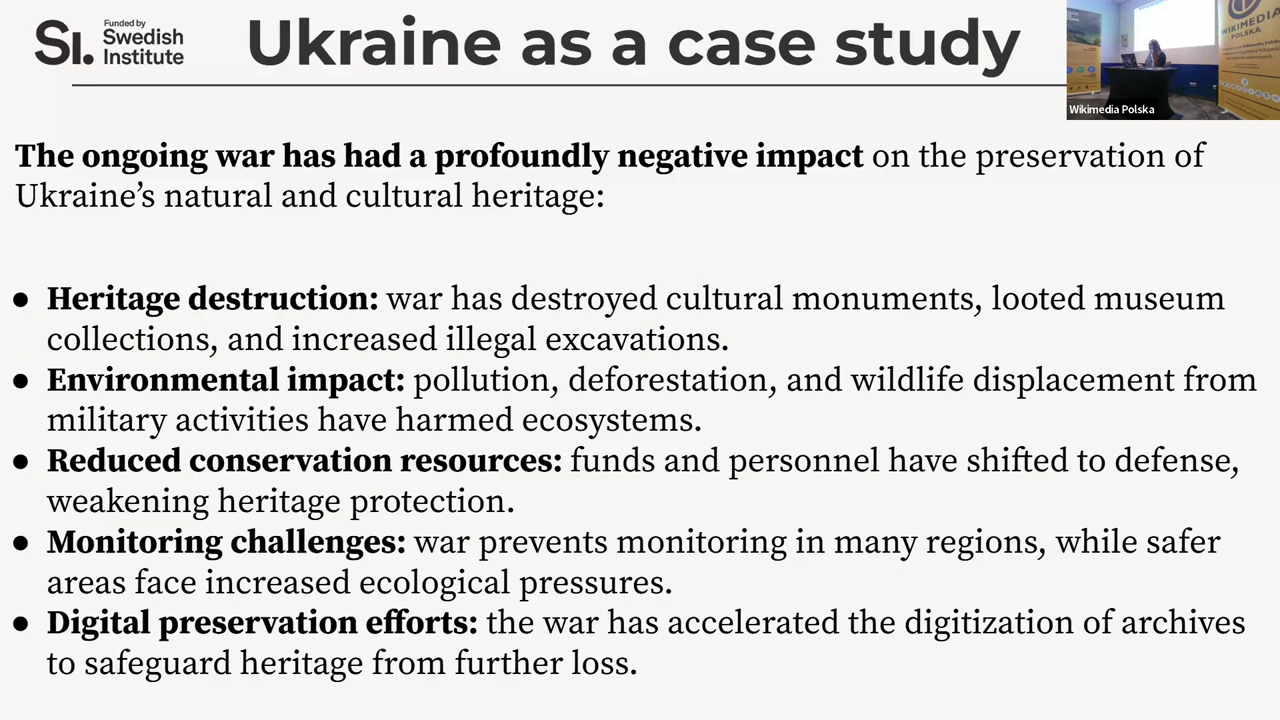 Funded by
SI. Swedish
Institute
Ukraine as a case study
WIKIMEDIA
POLSKA
Wikimedia Polska
The ongoing war has had a profoundly negative impact on the preservation of
Ukraine’s natural and cultural heritage:
● Heritage destruction: war has destroyed cultural monuments, looted museum
collections, and increased illegal excavations.
● Environmental impact: pollution, deforestation, and wildlife displacement from
military activities have harmed ecosystems.
● Reduced conservation resources: funds and personnel have shifted to defense,
weakening heritage protection.
● Monitoring challenges: war prevents monitoring in many regions, while safer
areas face increased ecological pressures.
● Digital preservation efforts: the war has accelerated the digitization of archives
to safeguard heritage from further loss.